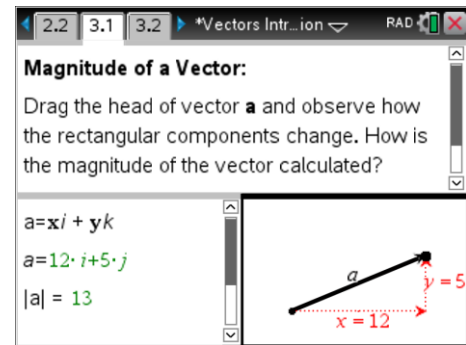 2.2 3.1 3.2 *Vectors Intr...ion RAD
Magnitude of a Vector:
Drag the head of vector a and observe how
the rectangular components change. How is
the magnitude of the vector calculated?
a=xi + yk
a=12· i+5· j
|a| = 13
a
y = 5
x = 12